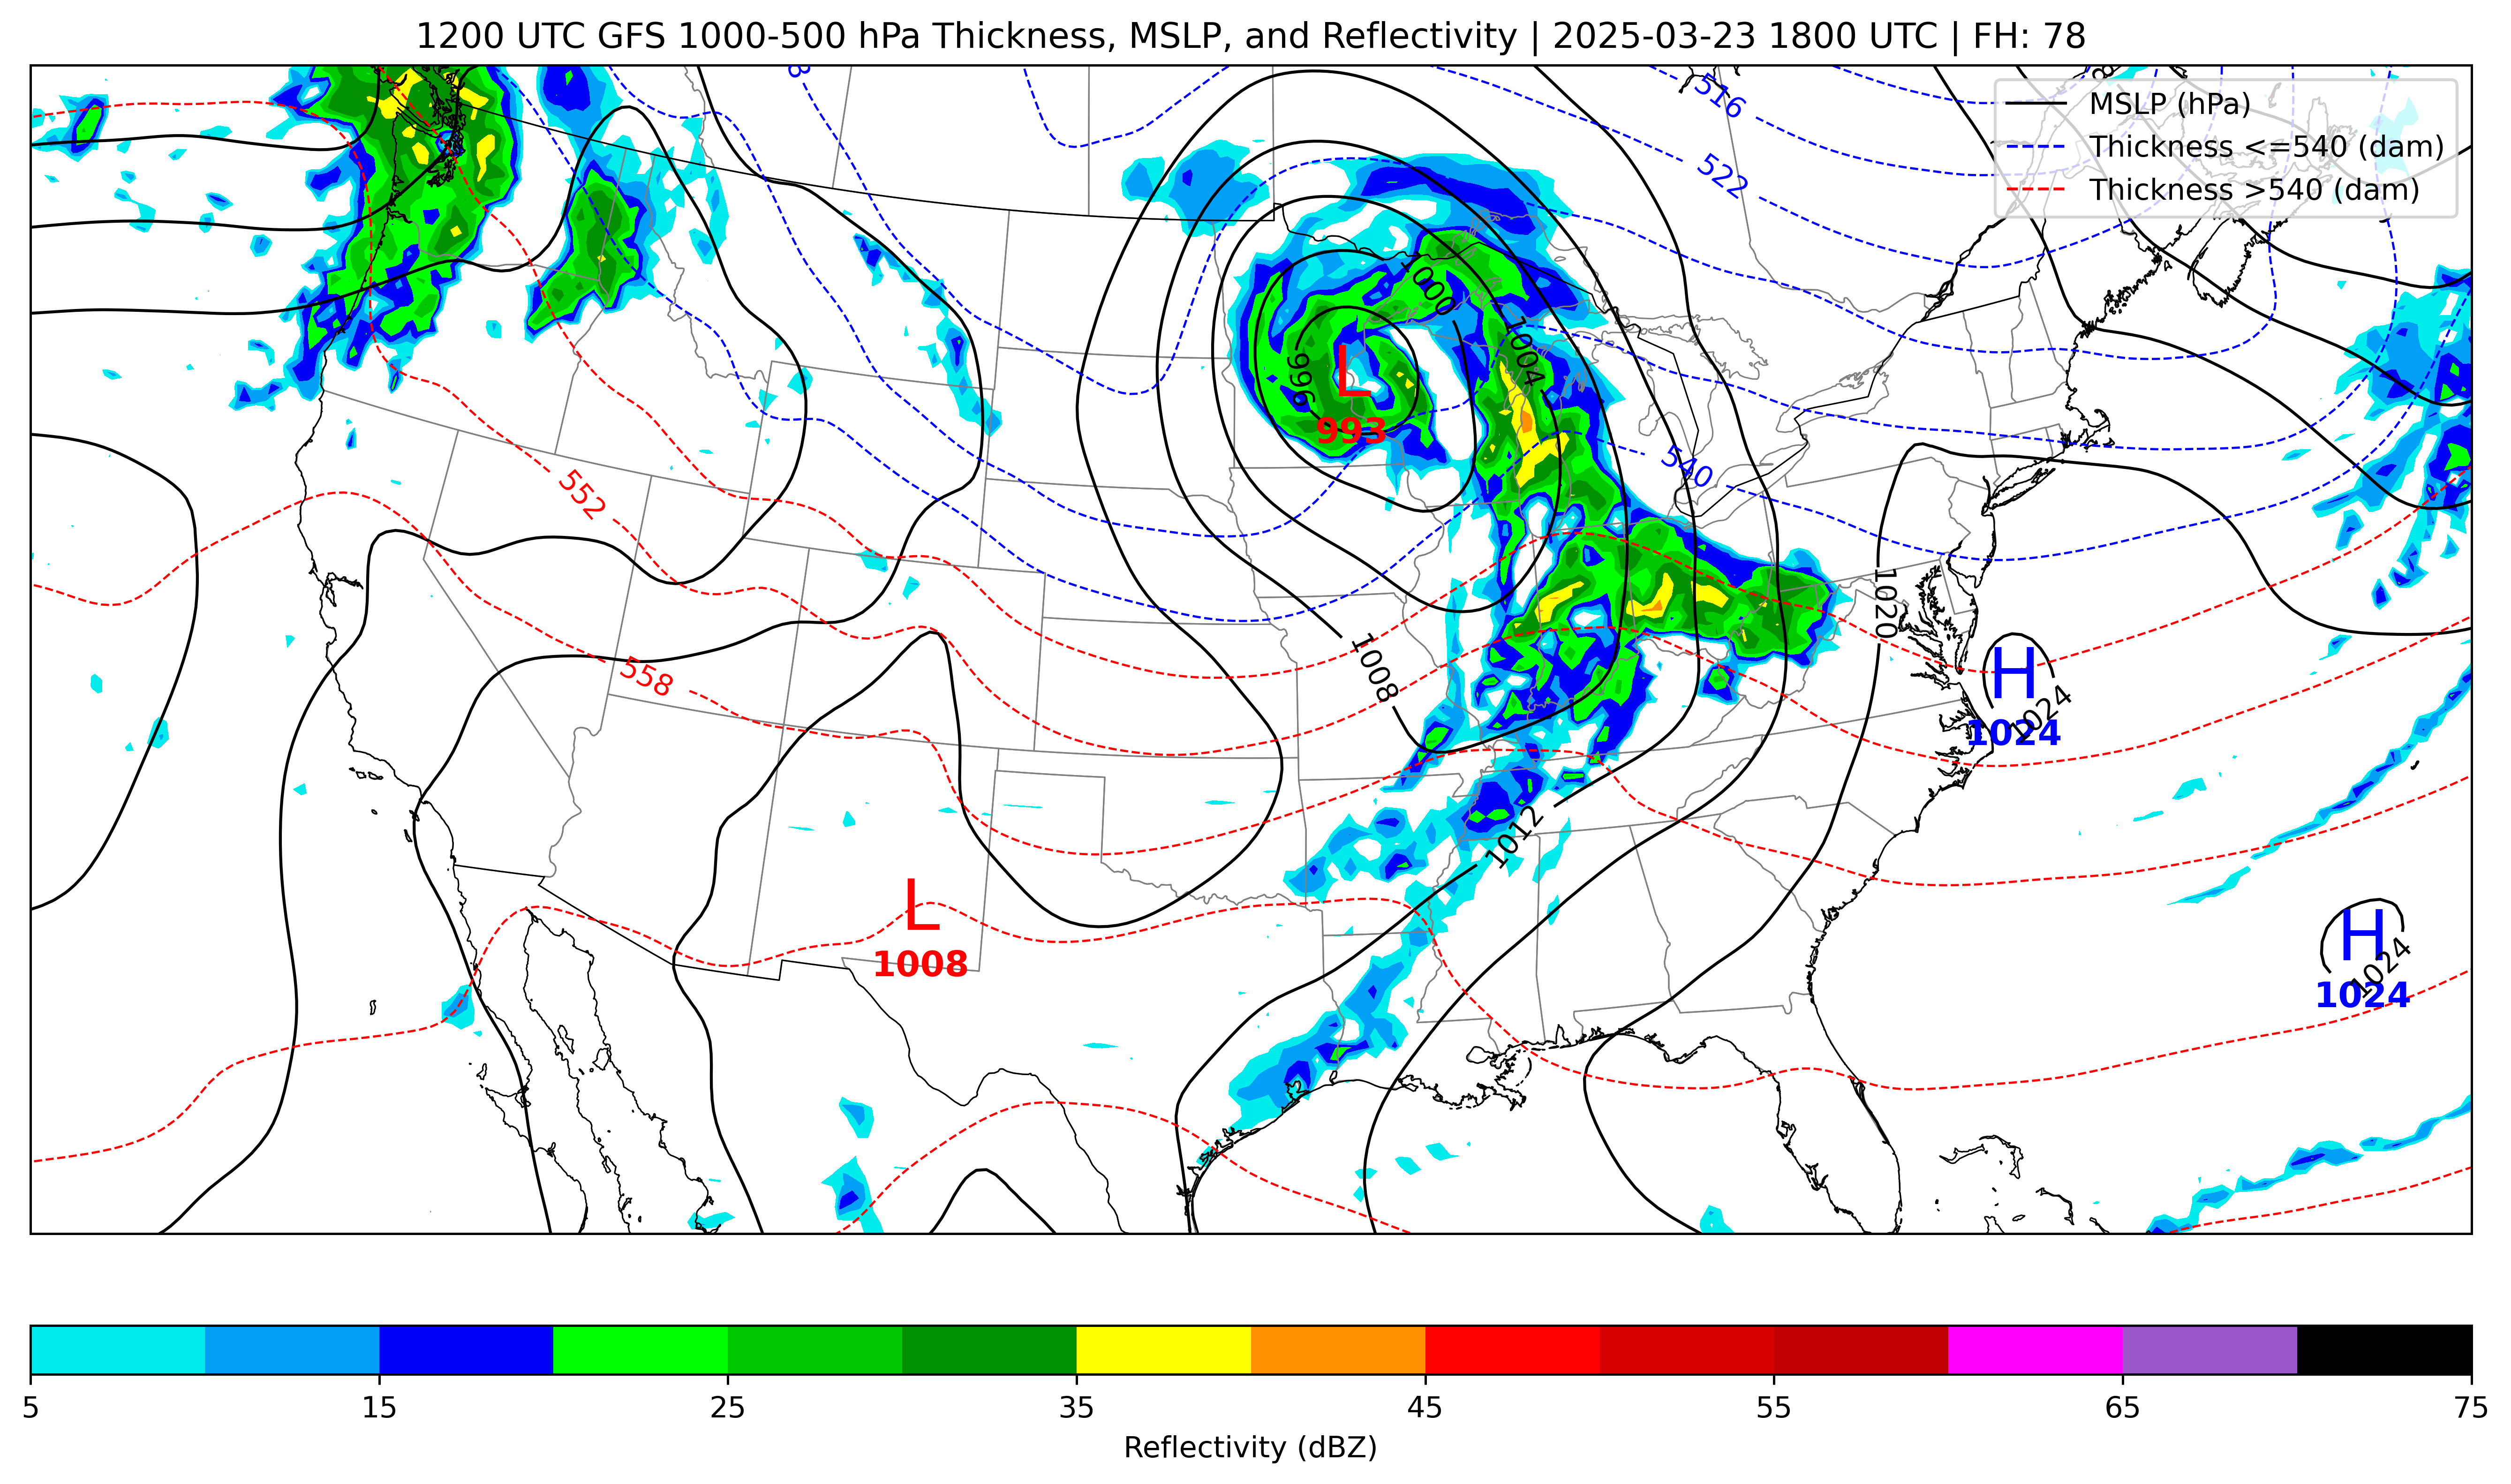 1200 UTC GFS 1000-500 hPa Thickness, MSLP, and Reflectivity | 2025-03-23 1800 UTC | FH: 78
MSLP (hPa)
Thickness <=540 (dam)
Thickness >540 (dam)
516
522
1000
1004
996
L
993
540
552
1020
558
1008
H
1024
1024
1012
L
1008
H
1024
1024
5
15
25
35
45
55
65
75
Reflectivity (dBZ)